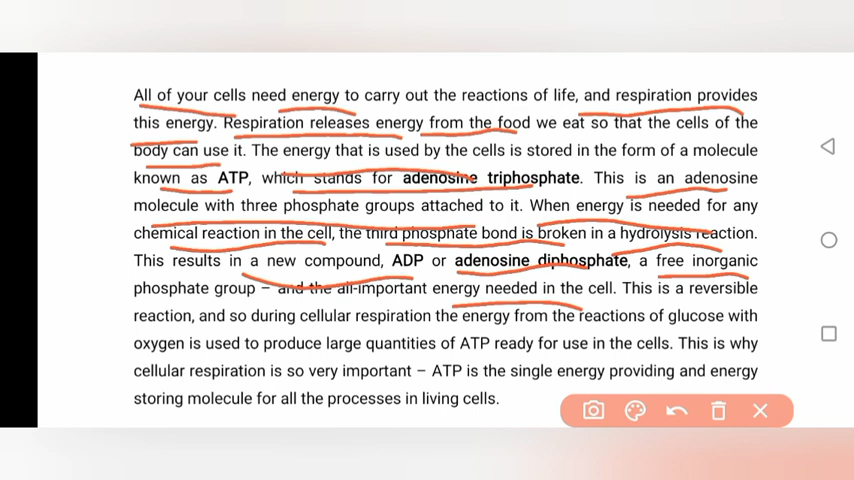 All of your cells need energy to carry out the reactions of life, and respiration provides
this energy. Respiration releases energy from the food we eat so that the cells of the
body can use it. The energy that is used by the cells is stored in the form of a molecule
known as ATP, which stands for adenosine triphosphate. This is an adenosine
molecule with three phosphate groups attached to it. When energy is needed for any
chemical reaction in the cell, the third phosphate bond is broken in a hydrolysis reaction.
This results in a new compound, ADP or adenosine diphosphate, a free inorganic
phosphate group – and the all-important energy needed in the cell. This is a reversible
reaction, and so during cellular respiration the energy from the reactions of glucose with
oxygen is used to produce large quantities of ATP ready for use in the cells. This is why
cellular respiration is so very important – ATP is the single energy providing and energy
storing molecule for all the processes in living cells.